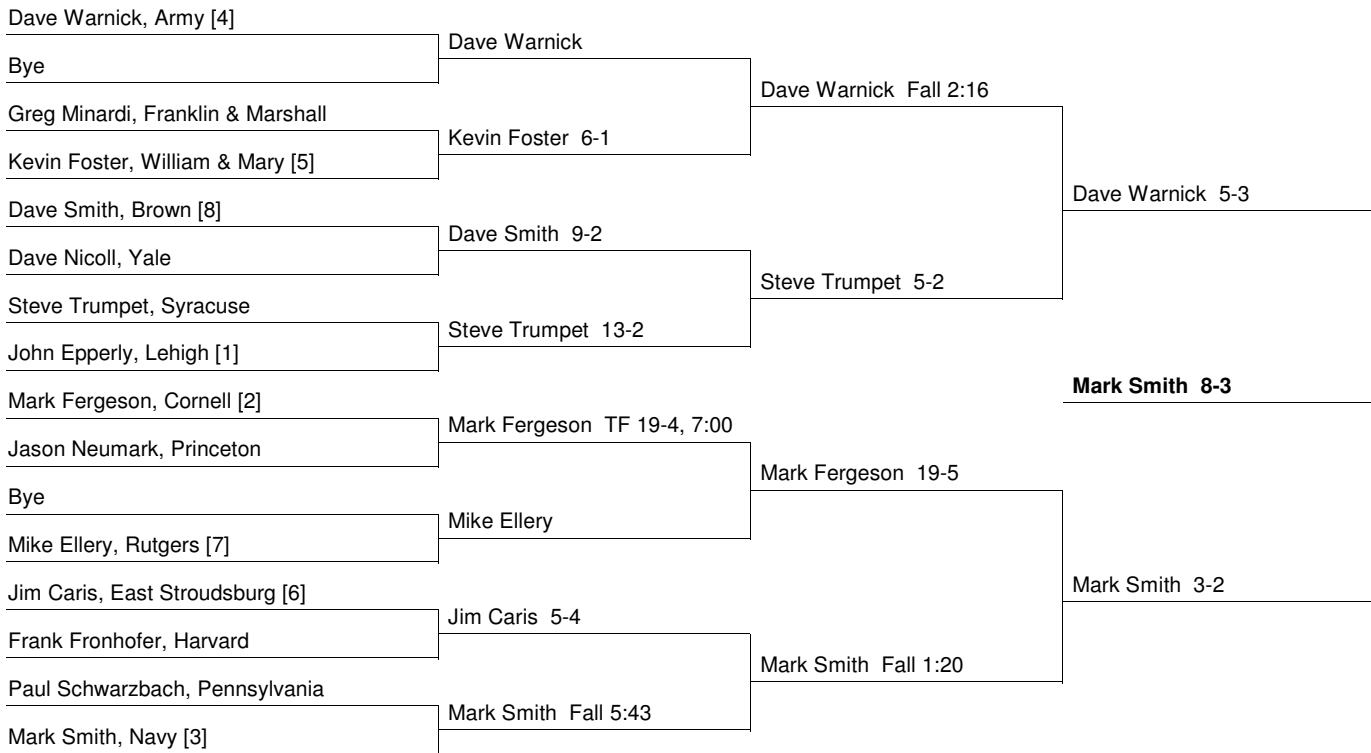 Dave Warnick, Army [4]
Bye
Greg Minardi, Franklin & Marshall
Kevin Foster, William & Mary [5]
Dave Smith, Brown [8]
Dave Nicoll, Yale
Steve Trumpet, Syracuse
John Epperly, Lehigh [1]
Mark Fergeson, Cornell [2]
Jason Neumark, Princeton
Bye
Mike Ellery, Rutgers [7]
Jim Caris, East Stroudsburg [6]
Frank Fronhofer, Harvard
Paul Schwarzbach, Pennsylvania
Mark Smith, Navy [3]
Dave Warnick
Kevin Foster 6-1
Dave Smith 9-2
Steve Trumpet 13-2
Mark Fergeson TF 19-4, 7:00
Mike Ellery
Jim Caris 5-4
Mark Smith Fall 5:43
Dave Warnick Fall 2:16
Steve Trumpet 5-2
Mark Fergeson 19-5
Mark Smith Fall 1:20
Dave Warnick 5-3
Mark Smith 8-3
Mark Smith 3-2